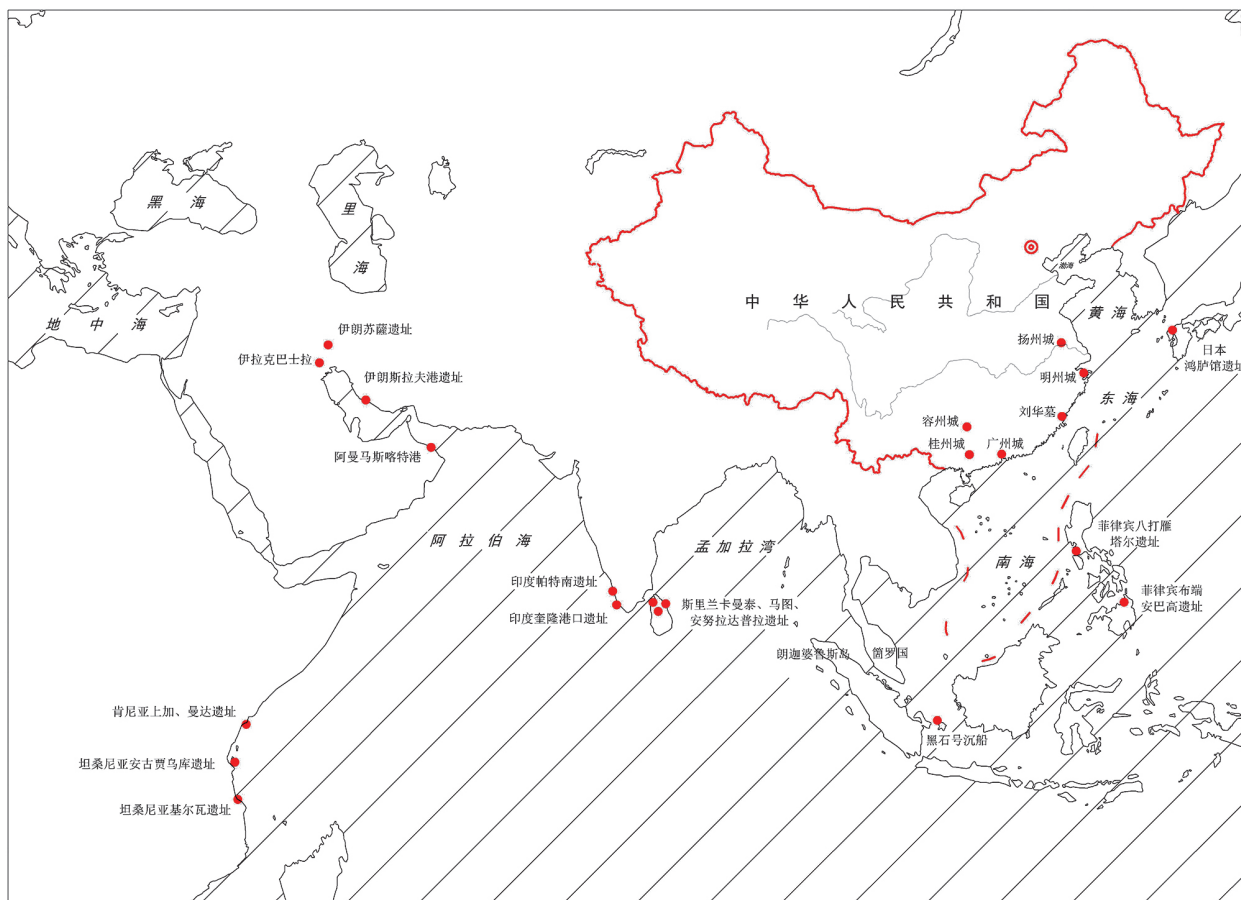 黑海
里
海
渤海
中华人民共和国
黄海
地中海
伊朗苏薩遗址
扬州城
日本
鸿胪馆遗址
伊拉克巴士拉
伊朗斯拉夫港遗址
明州城
东海
刘华墓
容州城
桂州城
广州城
阿曼马斯喀特港
菲律宾八打雁
塔尔遗址
阿拉伯海
孟加拉湾
南海
印度帕特南遗址
菲律宾布端
安巴高遗址
印度奎隆港口遗址
斯里兰卡曼泰、马图、
安努拉达普拉遗址
朗迦婆鲁斯岛
箇罗国
肯尼亚上加、曼达遗址
黑石号沉船
坦桑尼亚安古贾乌库遗址
坦桑尼亚基尔瓦遗址